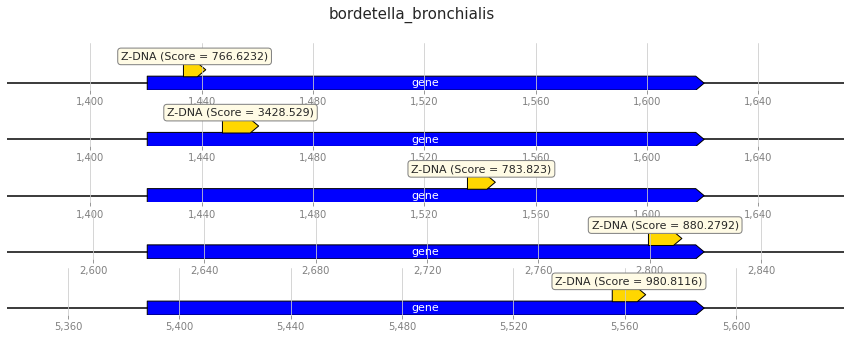 bordetella_bronchialis
Z-DNA (Score = 766.6232)
gene
1,400 1,440 1,480 1,520 1,560 1,600 1,640
Z-DNA (Score = 3428.529)
gene
1,400 1,440 1,480 1,520 1,560 1,600 1,640
Z-DNA (Score = 783.823)
gene
1,400 1,440 1,480 1,520 1,560 1,600 1,640
Z-DNA (Score = 880.2792)
gene
2,600 2,640 2,680 2,720 2,760 2,800 2,840
Z-DNA (Score = 980.8116)
gene
5,360 5,400 5,440 5,480 5,520 5,560 5,600